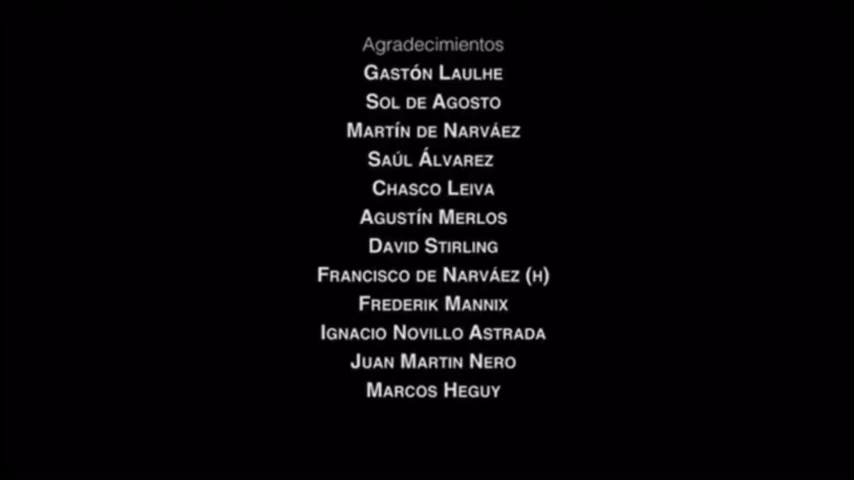 Agradecimientos
Gastón Laulhe
Sol de Agosto
Martín de Narváez
Saúl Álvarez
Chasco Leiva
Agustín Merlos
David Stirling
Francisco de Narváez (h)
Frederik Mannix
Ignacio Novillo Astrada
Juan Martin Nero
Marcos Heguy